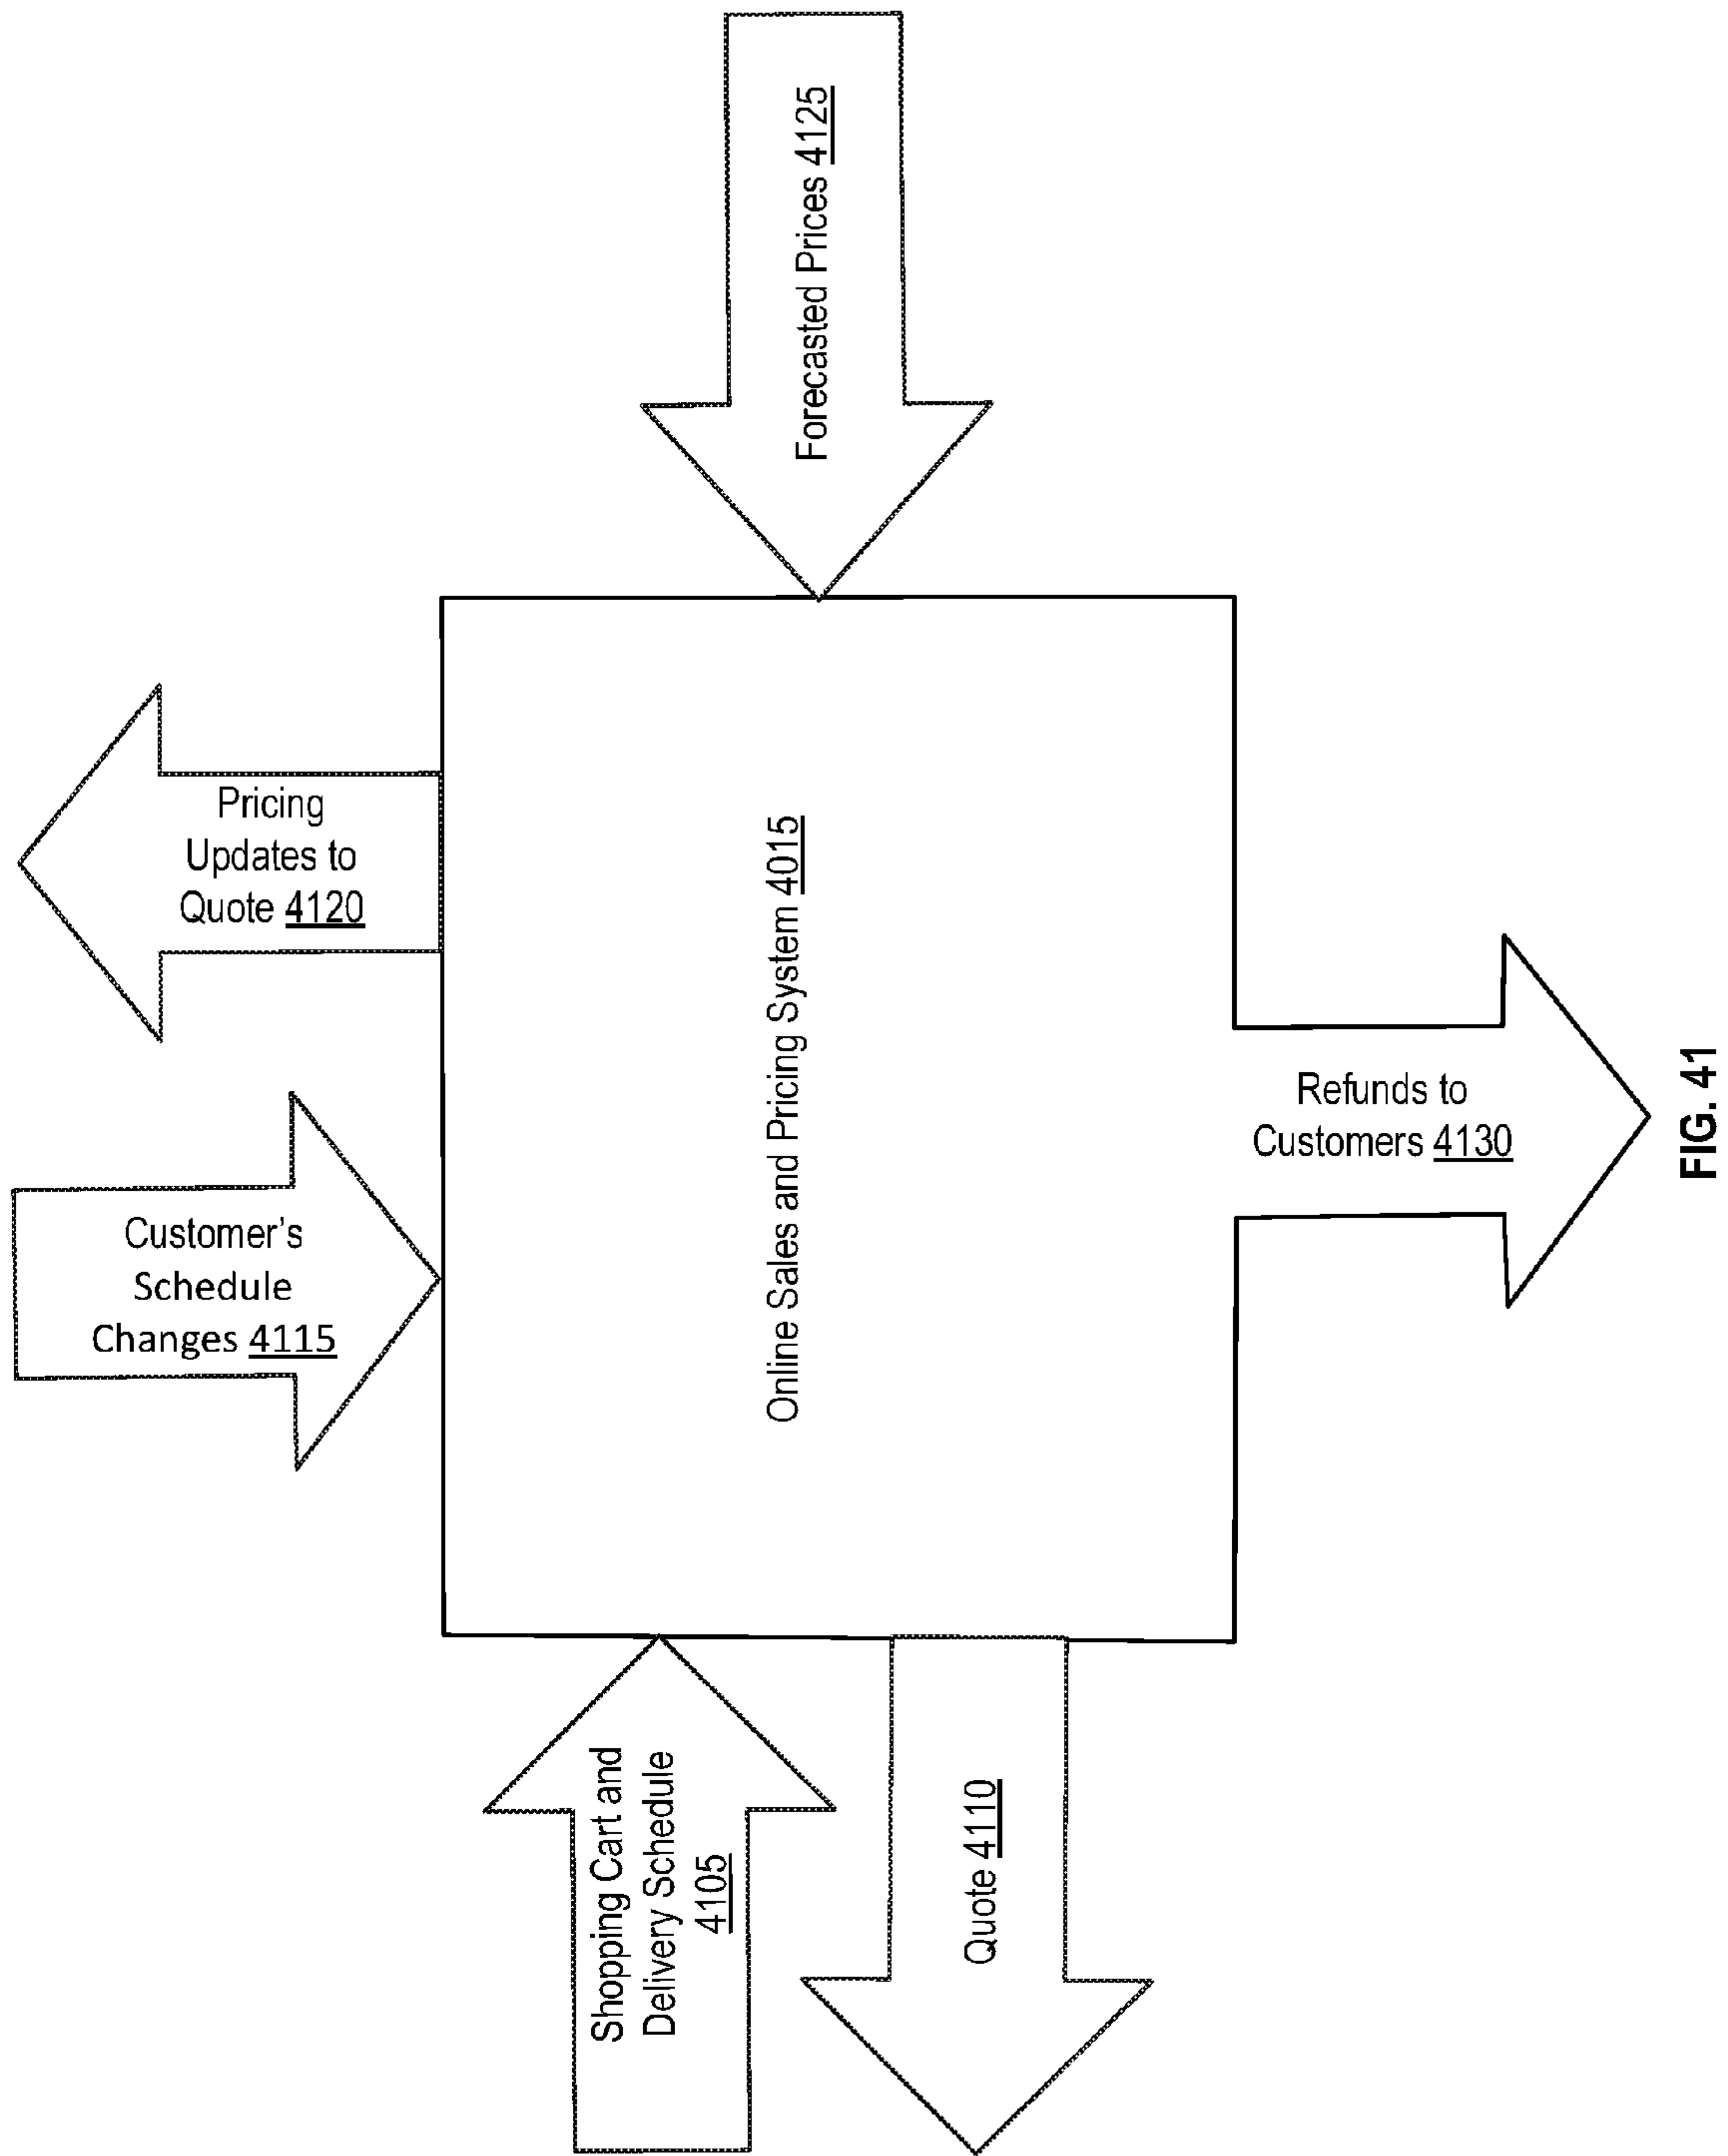 Pricing
Updates to
Quote 4120
Customer’s
Schedule
Changes 4115
Forecasted Prices 4125
Online Sales and Pricing System 4015
Shopping Cart and
Delivery Schedule
4105
Quote 4110
Refunds to
Customers 4130
FIG. 41